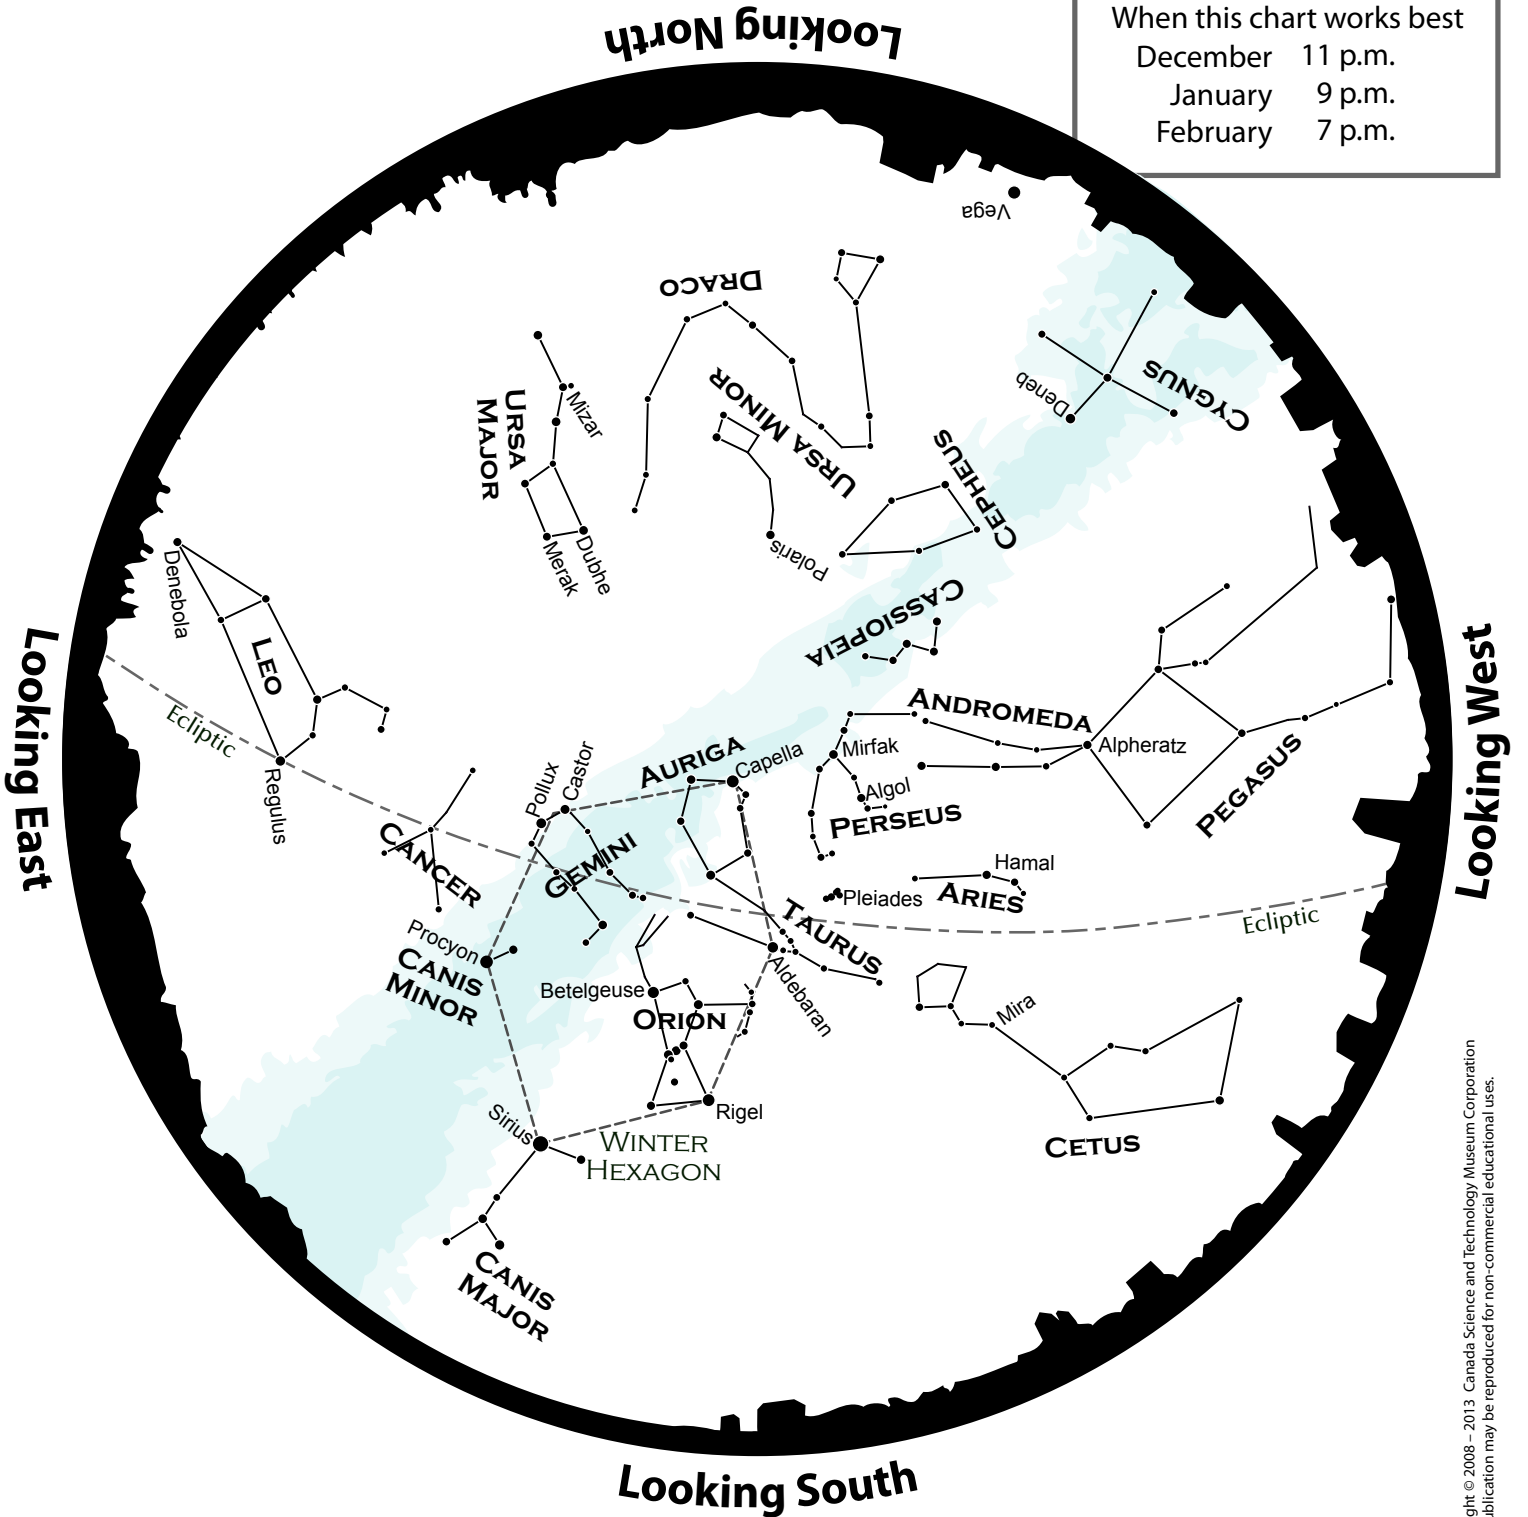 Looking North
When this chart works best
December 11 p.m.
January 9 p.m.
February 7 p.m.
Vega
DRACO
CYGNUS
Deneb
URSA MINOR
URSA
MAJOR
Mizar
CEPHEUS
Polaris
Dubhe
Merak
Denebola
LEO
CASSIOPEIA
Looking East
Looking West
Ecliptic
Regulus
ANDROMEDA
Alpheratz
PEGASUS
Mirfak
Algol
PERSEUS
AURIGA
Capella
Castor
Pollux
CANCER
GEMINI
Hamal
ARIES
Pleiades
TAURUS
Ecliptic
Procyon
CANIS
MINOR
Betelgeuse
ORION
Aldebaran
Mira
Rigel
Sirius
WINTER
HEXAGON
CETUS
CANIS
MAJOR
Looking South
ght © 2008 – 2013 Canada Science and Technology Museum Corporation
ublication may be reproduced for non-commercial educational uses.